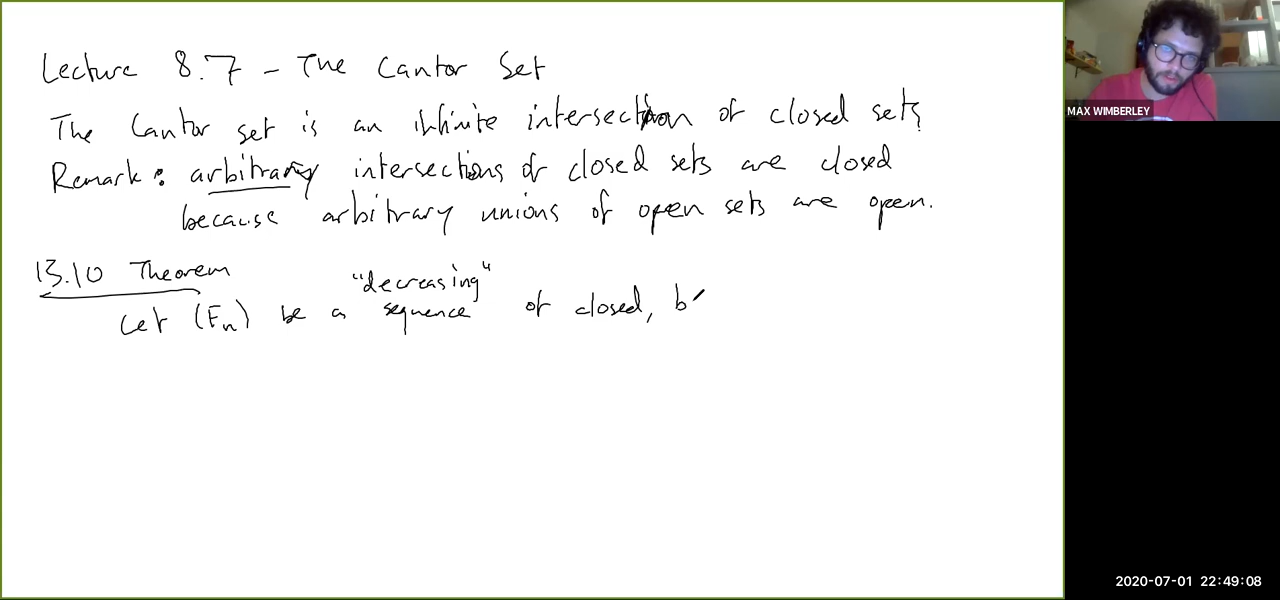 Lecture 8.7 - The Cantor Set
The Cantor set is an infinite intersection of closed sets
Remark: arbitrary intersections of closed sets are closed
because arbitrary unions of open sets are open.
13.10 Theorem
"decreasing"
Let (Fn) be a sequence of closed, b
MAX WIMBERLEY
2020-07-01 22:49:08